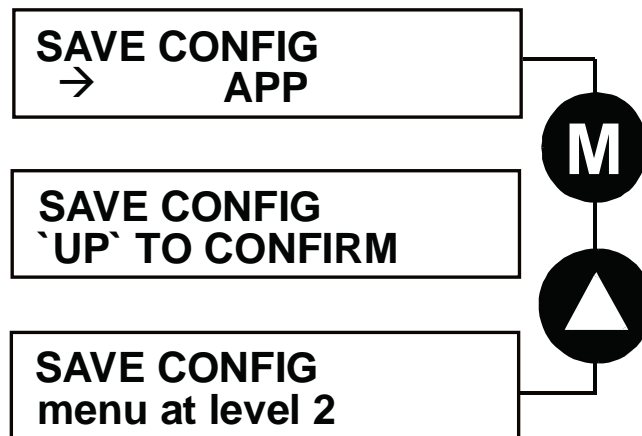 SAVE CONFIG
→ APP
M
SAVE CONFIG
`UP` TO CONFIRM
SAVE CONFIG
menu at level 2